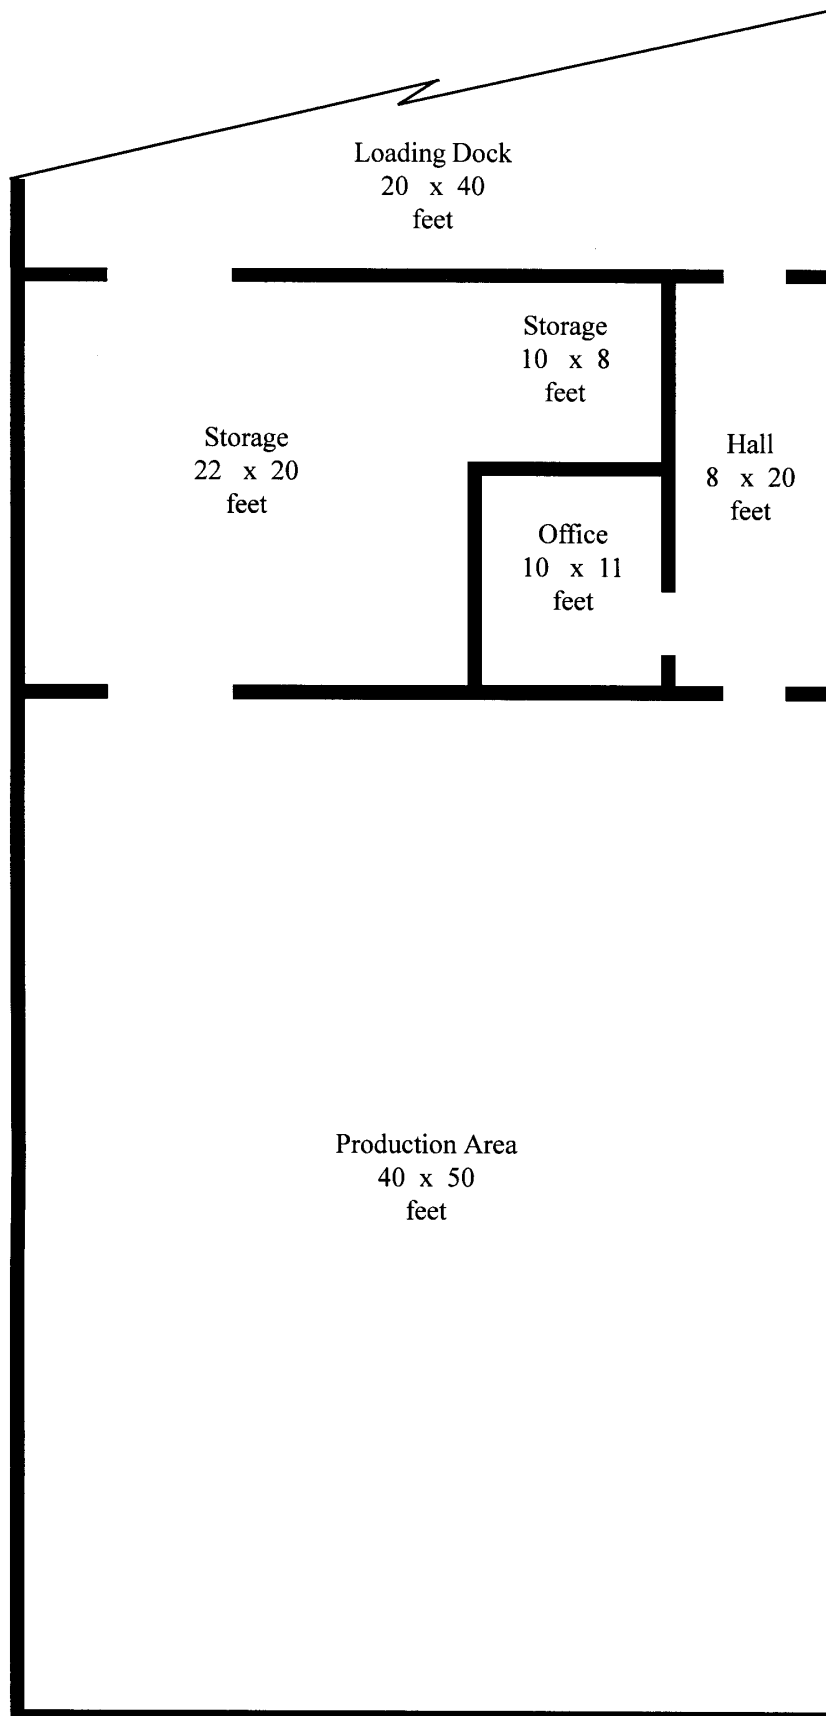 Loading Dock
20 x 40
feet
Storage
10 x 8
feet
Storage
22 x 20
feet
Hall
8 x 20
feet
Office
10 x 11
feet
Production Area
40 x 50
feet